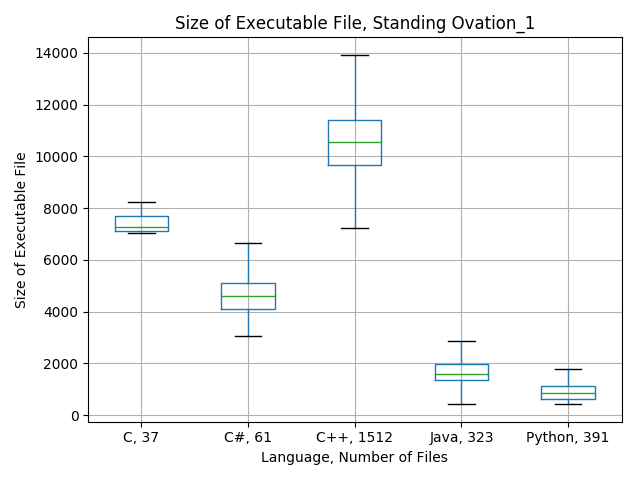 Size of Executable File, Standing Ovation_1
14000
12000
10000
8000
6000
4000
2000
0
Size of Executable File
C, 37 C#, 61 C++, 1512 Java, 323 Python, 391
Language, Number of Files